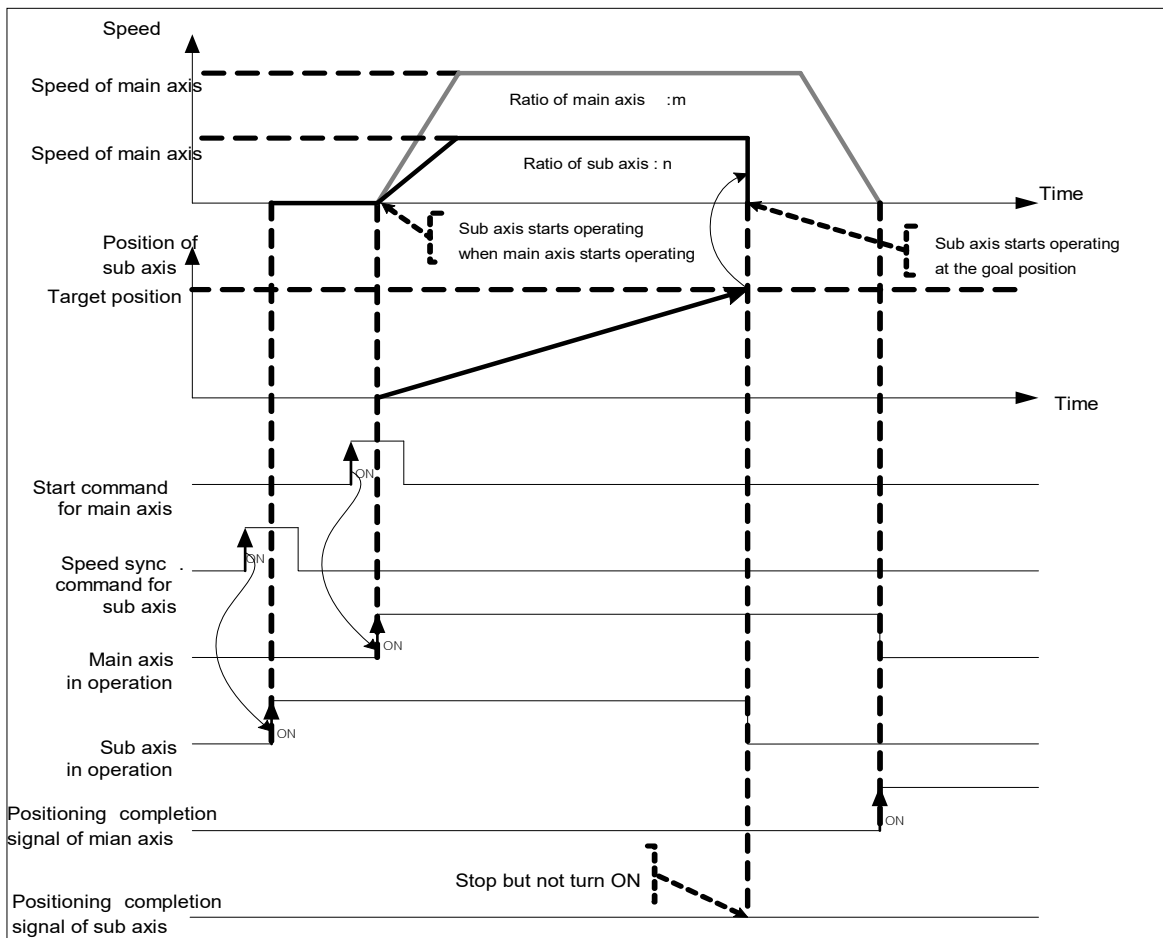 Speed
Speed of main axis
Ratio of main axis :m
Speed of main axis
Ratio of sub axis : n
Time
Position of
sub axis
Sub axis starts operating
when main axis starts operating
Sub axis starts operating
at the goal position
Target position
Time
ON
Start command
for main axis
ON
Speed sync .
command for
sub axis
ON
Main axis
in operation
ON
Sub axis
in operation
Positioning completion
signal of mian axis
ON
Stop but not turn ON
Positioning completion
signal of sub axis